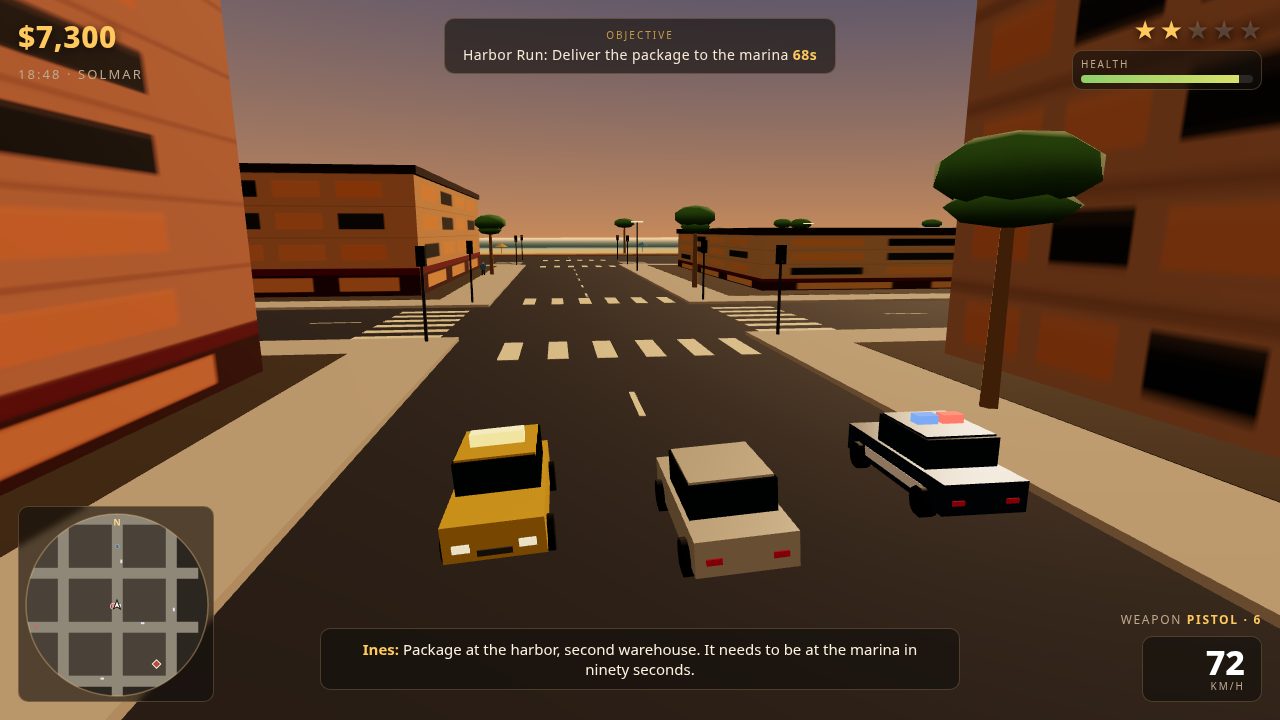 $7,300
18:48 · SOLMAR
OBJECTIVE
Harbor Run: Deliver the package to the marina 68s
HEALTH
N
Ines: Package at the harbor, second warehouse. It needs to be at the marina in
ninety seconds.
WEAPON PISTOL · 6
72
KM/H